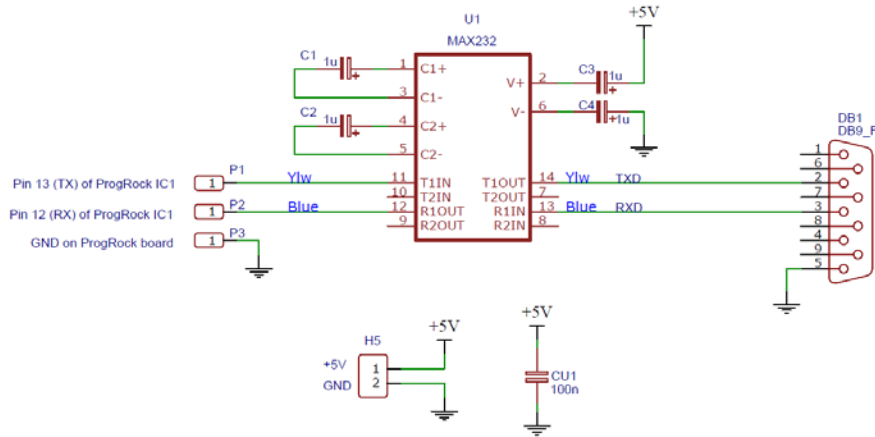 U1
MAX232
+5V
C1
1u
+
1
C1+
3
C1-
C2
1u
+
4
C2+
5
C2-
V+
2
C3
1u
+
V-
6
C4
1u
+
Pin 13 (TX) of ProgRock IC1
1
P1
Ylw
11
T1IN
T1OUT
14
Ylw
TXD
10
T2IN
T2OUT
7
Pin 12 (RX) of ProgRock IC1
1
P2
Blue
12
R1OUT
R1IN
13
Blue
RXD
9
R2OUT
R2IN
8
GND on ProgRock board
1
P3
DB1
DB9_F
1
6
2
7
3
8
4
9
5
H5
+5V
1
GND
2
+5V
+5V
CU1
100n